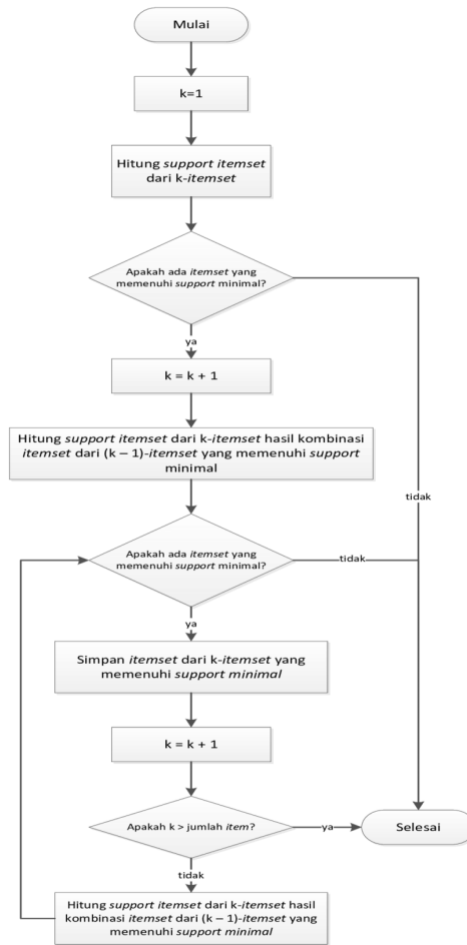 Mulai
k=1
Hitung support itemset
dari k-itemset
Apakah ada itemset yang
memenuhi support minimal?
ya
k = k + 1
Hitung support itemset dari k-itemset hasil kombinasi
itemset dari (k – 1)-itemset yang memenuhi support
minimal
tidak
Apakah ada itemset yang
memenuhi support minimal?
tidak
ya
Simpan itemset dari k-itemset yang
memenuhi support minimal
k = k + 1
Apakah k > jumlah item?
ya
Selesai
tidak
Hitung support itemset dari k-itemset hasil
kombinasi itemset dari (k – 1)-itemset yang
memenuhi support minimal